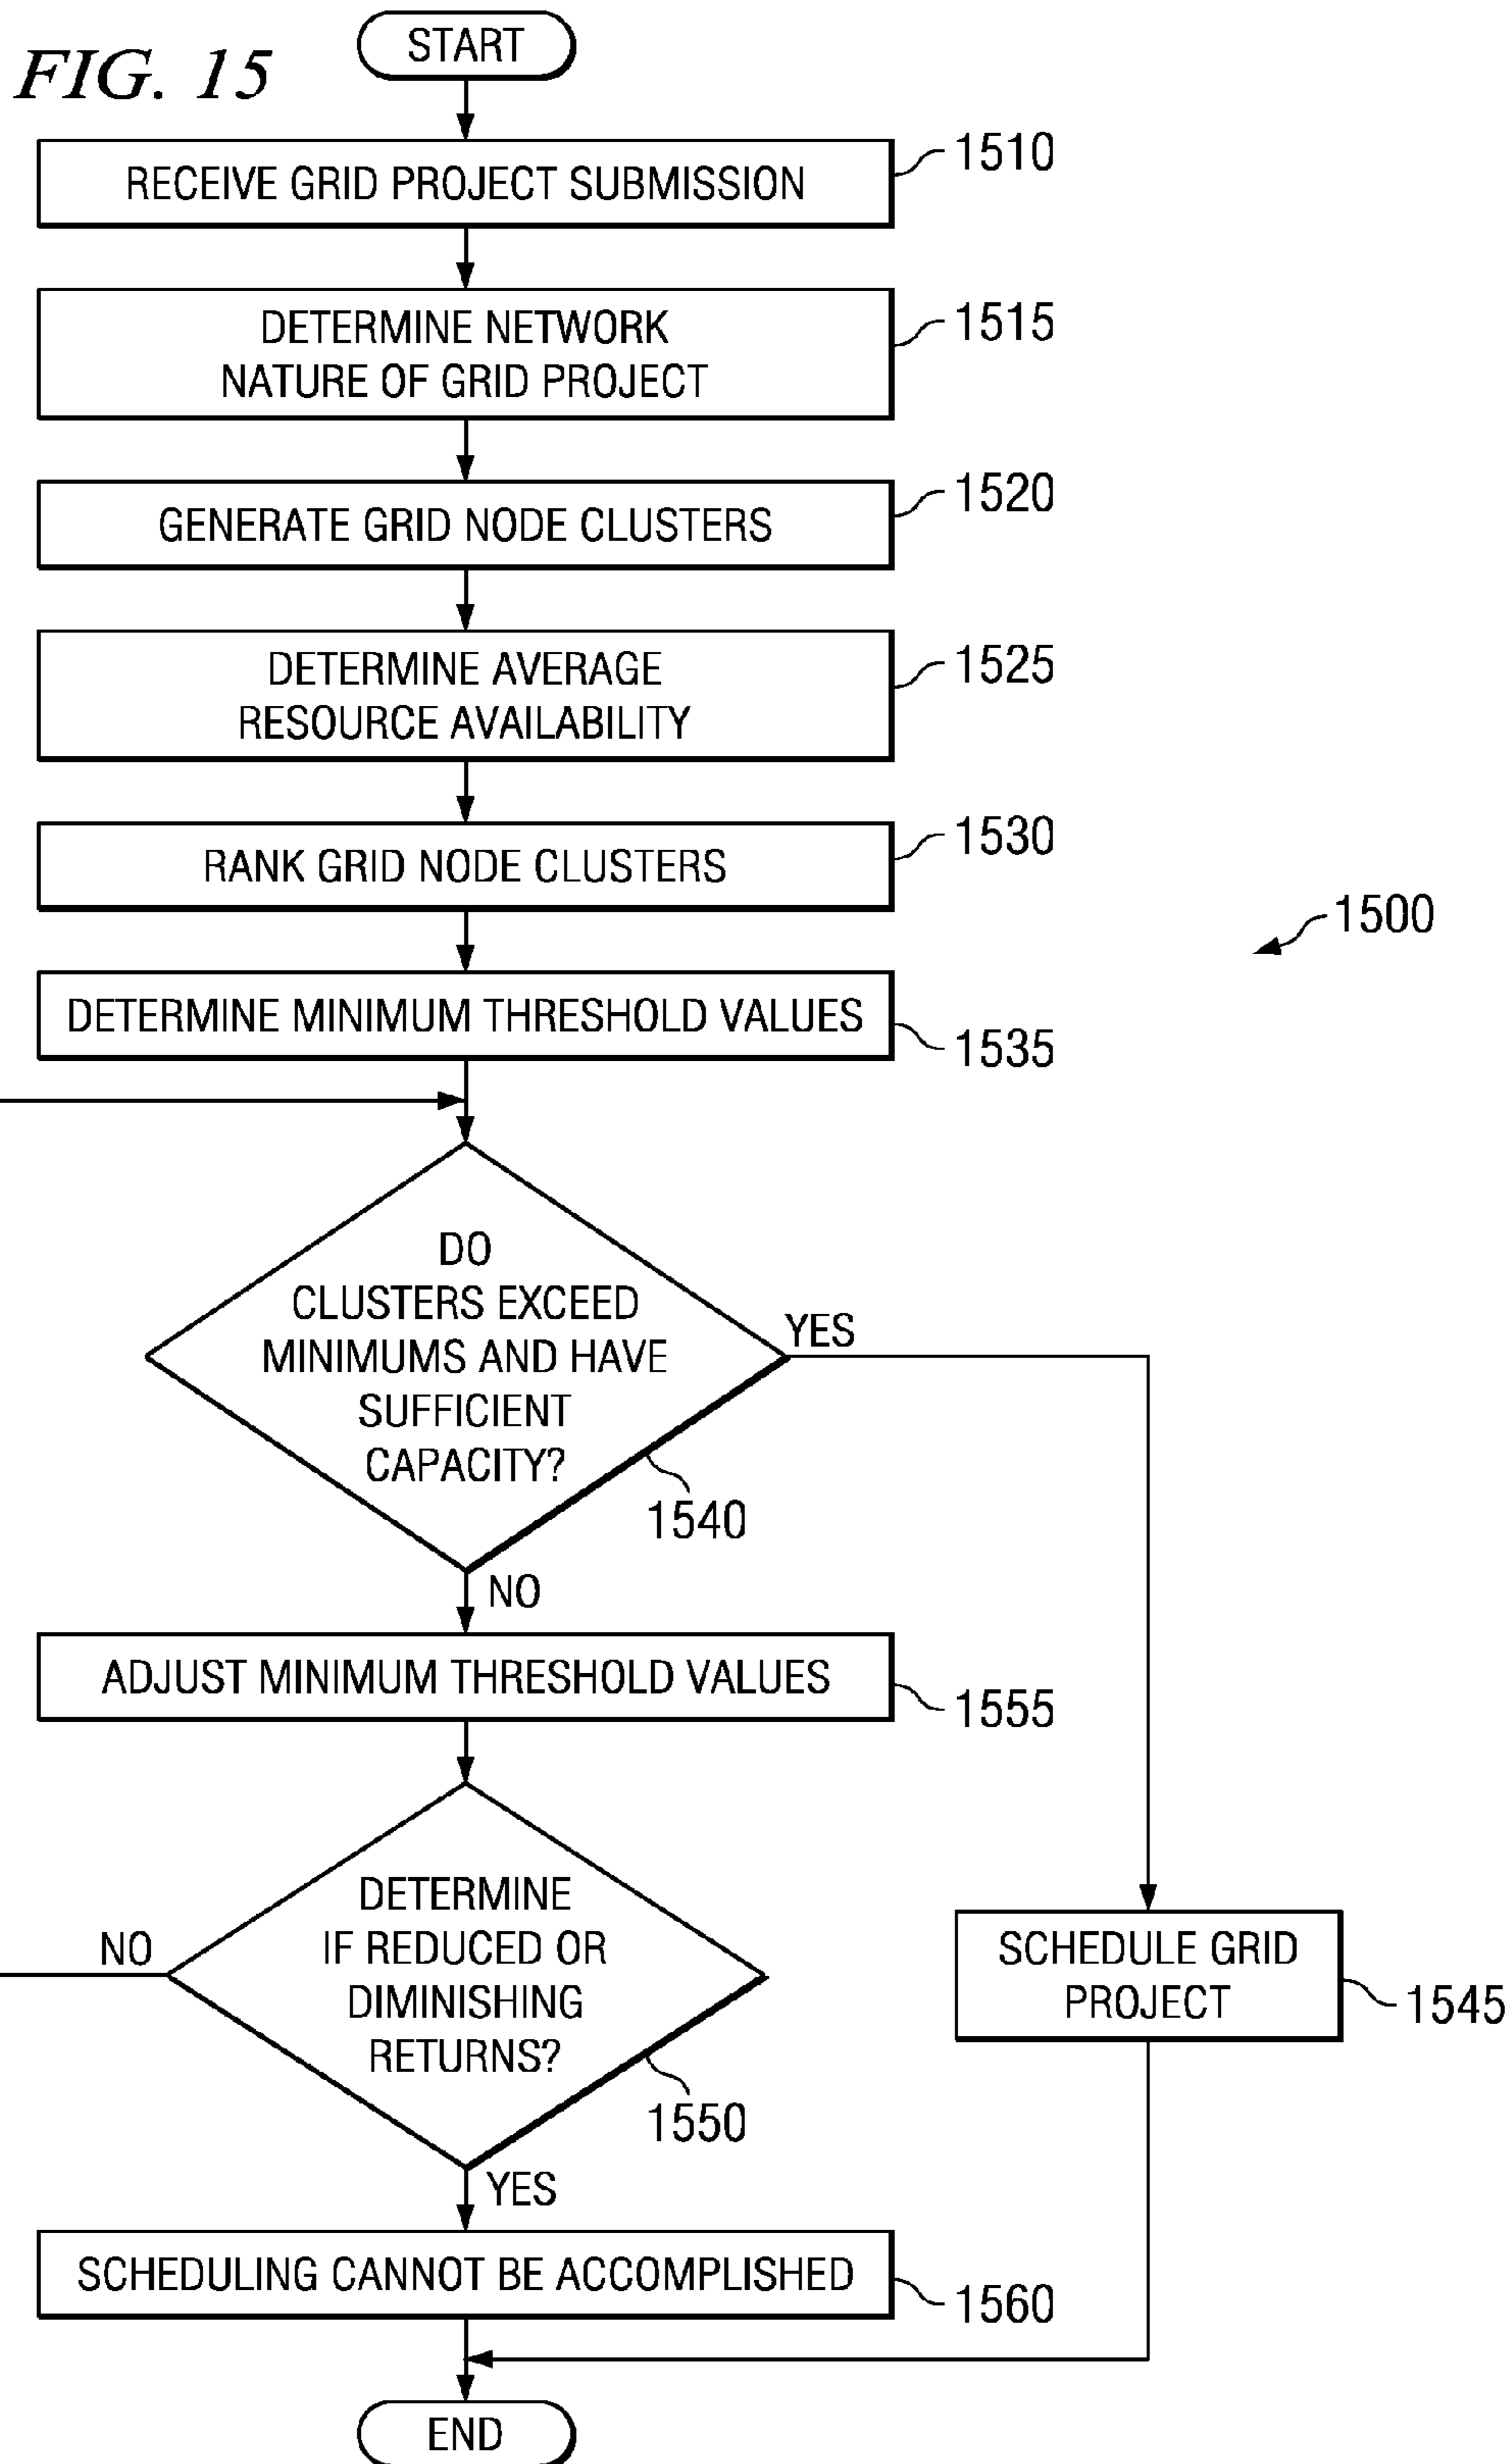 FIG. 15
START
RECEIVE GRID PROJECT SUBMISSION
1510
DETERMINE NETWORK
NATURE OF GRID PROJECT
1515
GENERATE GRID NODE CLUSTERS
1520
DETERMINE AVERAGE
RESOURCE AVAILABILITY
1525
RANK GRID NODE CLUSTERS
1530
1500
DETERMINE MINIMUM THRESHOLD VALUES
1535
DO
CLUSTERS EXCEED
MINIMUMS AND HAVE
SUFFICIENT
CAPACITY?
YES
1540
NO
ADJUST MINIMUM THRESHOLD VALUES
1555
DETERMINE
IF REDUCED OR
DIMINISHING
RETURNS?
NO
1550
SCHEDULE GRID
PROJECT
1545
YES
SCHEDULING CANNOT BE ACCOMPLISHED
1560
END